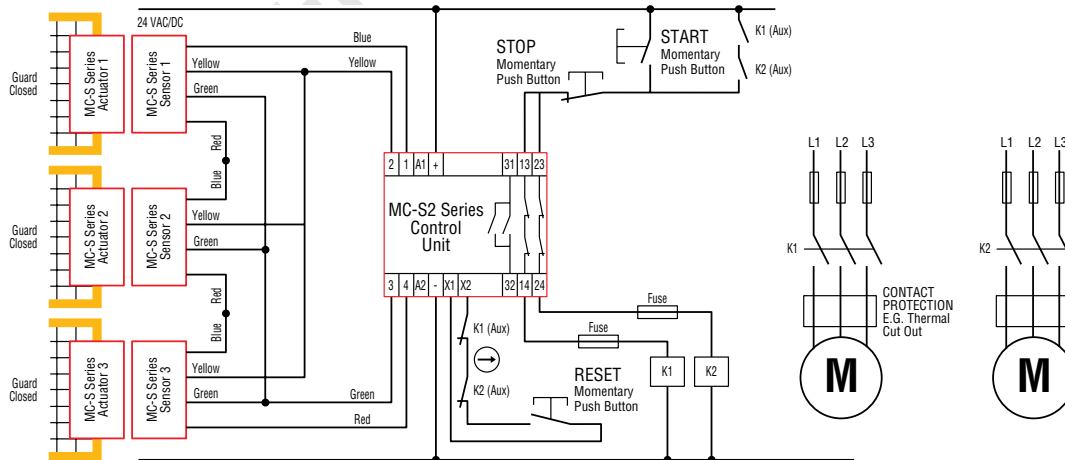 24 VAC/DC
Guard
Closed
MC-S Series
Actuator 1
MC-S Series
Sensor 1
Blue
Yellow
Yellow
Green
Red
Blue
Guard
Closed
MC-S Series
Actuator 2
MC-S Series
Sensor 2
Yellow
Green
Red
Blue
Guard
Closed
MC-S Series
Actuator 3
MC-S Series
Sensor 3
Yellow
Green
Green
Red
STOP
Momentary
Push Button
START
Momentary
Push Button
K1 (Aux)
K2 (Aux)
2 1 A1 + 31 13 23
MC-S2 Series
Control
Unit
3 4 A2 - X1 X2 32 14 24
K1 (Aux)
K2 (Aux)
RESET
Momentary
Push Button
Fuse
Fuse
K1
K2
L1 L2 L3
K1
CONTACT
PROTECTION
E.G. Thermal
Cut Out
M
L1 L2 L3
K2
M